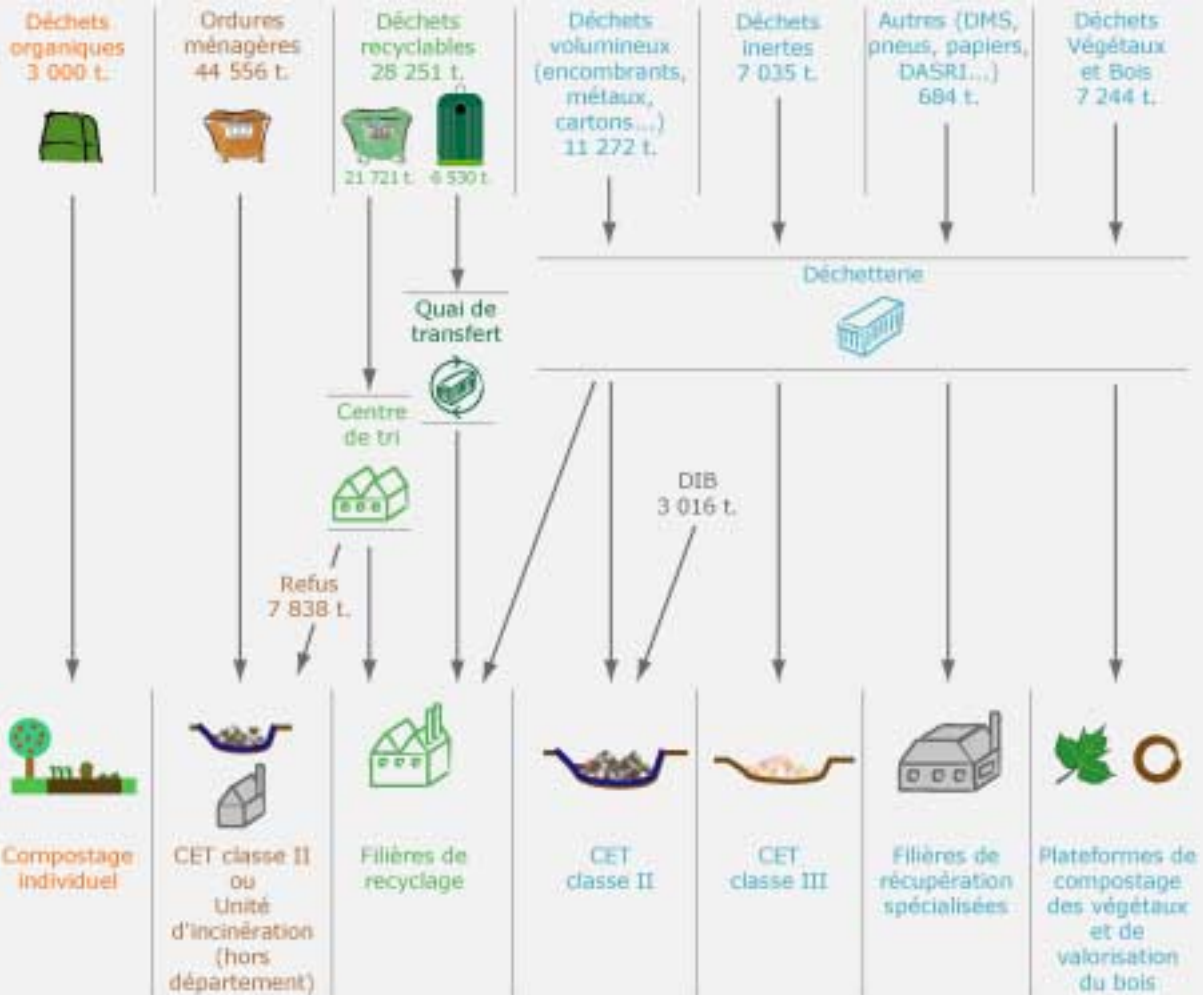 Déchets
organiques
3 000 t.
Ordures
ménagères
44 556 t.
Déchets
recyclables
28 251 t.
21 721 t.
6 530 t.
Déchets
volumineux
(encombrants,
métaux,
cartons...)
11 272 t.
Déchets
inertes
7 035 t.
Autres (DMS,
pneus, papiers,
DASRI...)
684 t.
Déchets
Végétaux
et Bois
7 244 t.
Déchetterie
Quai de
transfert
Centre
de tri
DIB
3 016 t.
Refus
7 838 t.
Compostage
individuel
CET classe II
ou
Unité
d'incinération
(hors
département)
Filières de
recyclage
CET
classe II
CET
classe III
Filières de
récupération
spécialisées
Plateformes de
compostage
des végétaux
et de
valorisation
du bois